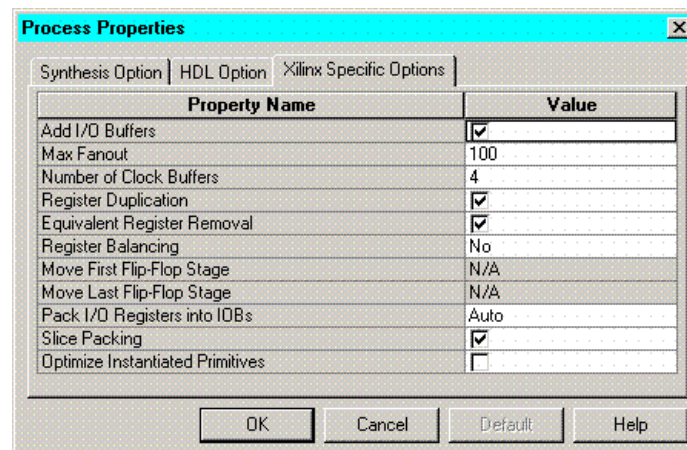 Process Properties
Synthesis Option HDL Option Xilinx Specific Options
Property Name Value
Add I/O Buffers
Max Fanout 100
Number of Clock Buffers 4
Register Duplication
Equivalent Register Removal
Register Balancing No
Move First Flip-Flop Stage N/A
Move Last Flip-Flop Stage N/A
Pack I/O Registers into IOBs Auto
Slice Packing
Optimize Instantiated Primitives
OK Cancel Default Help